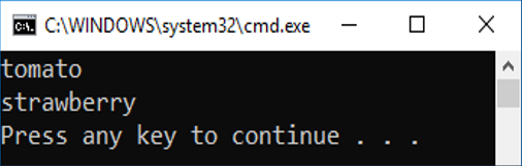 C:\WINDOWS\system32\cmd.exe
tomato
strawberry
Press any key to continue . . .